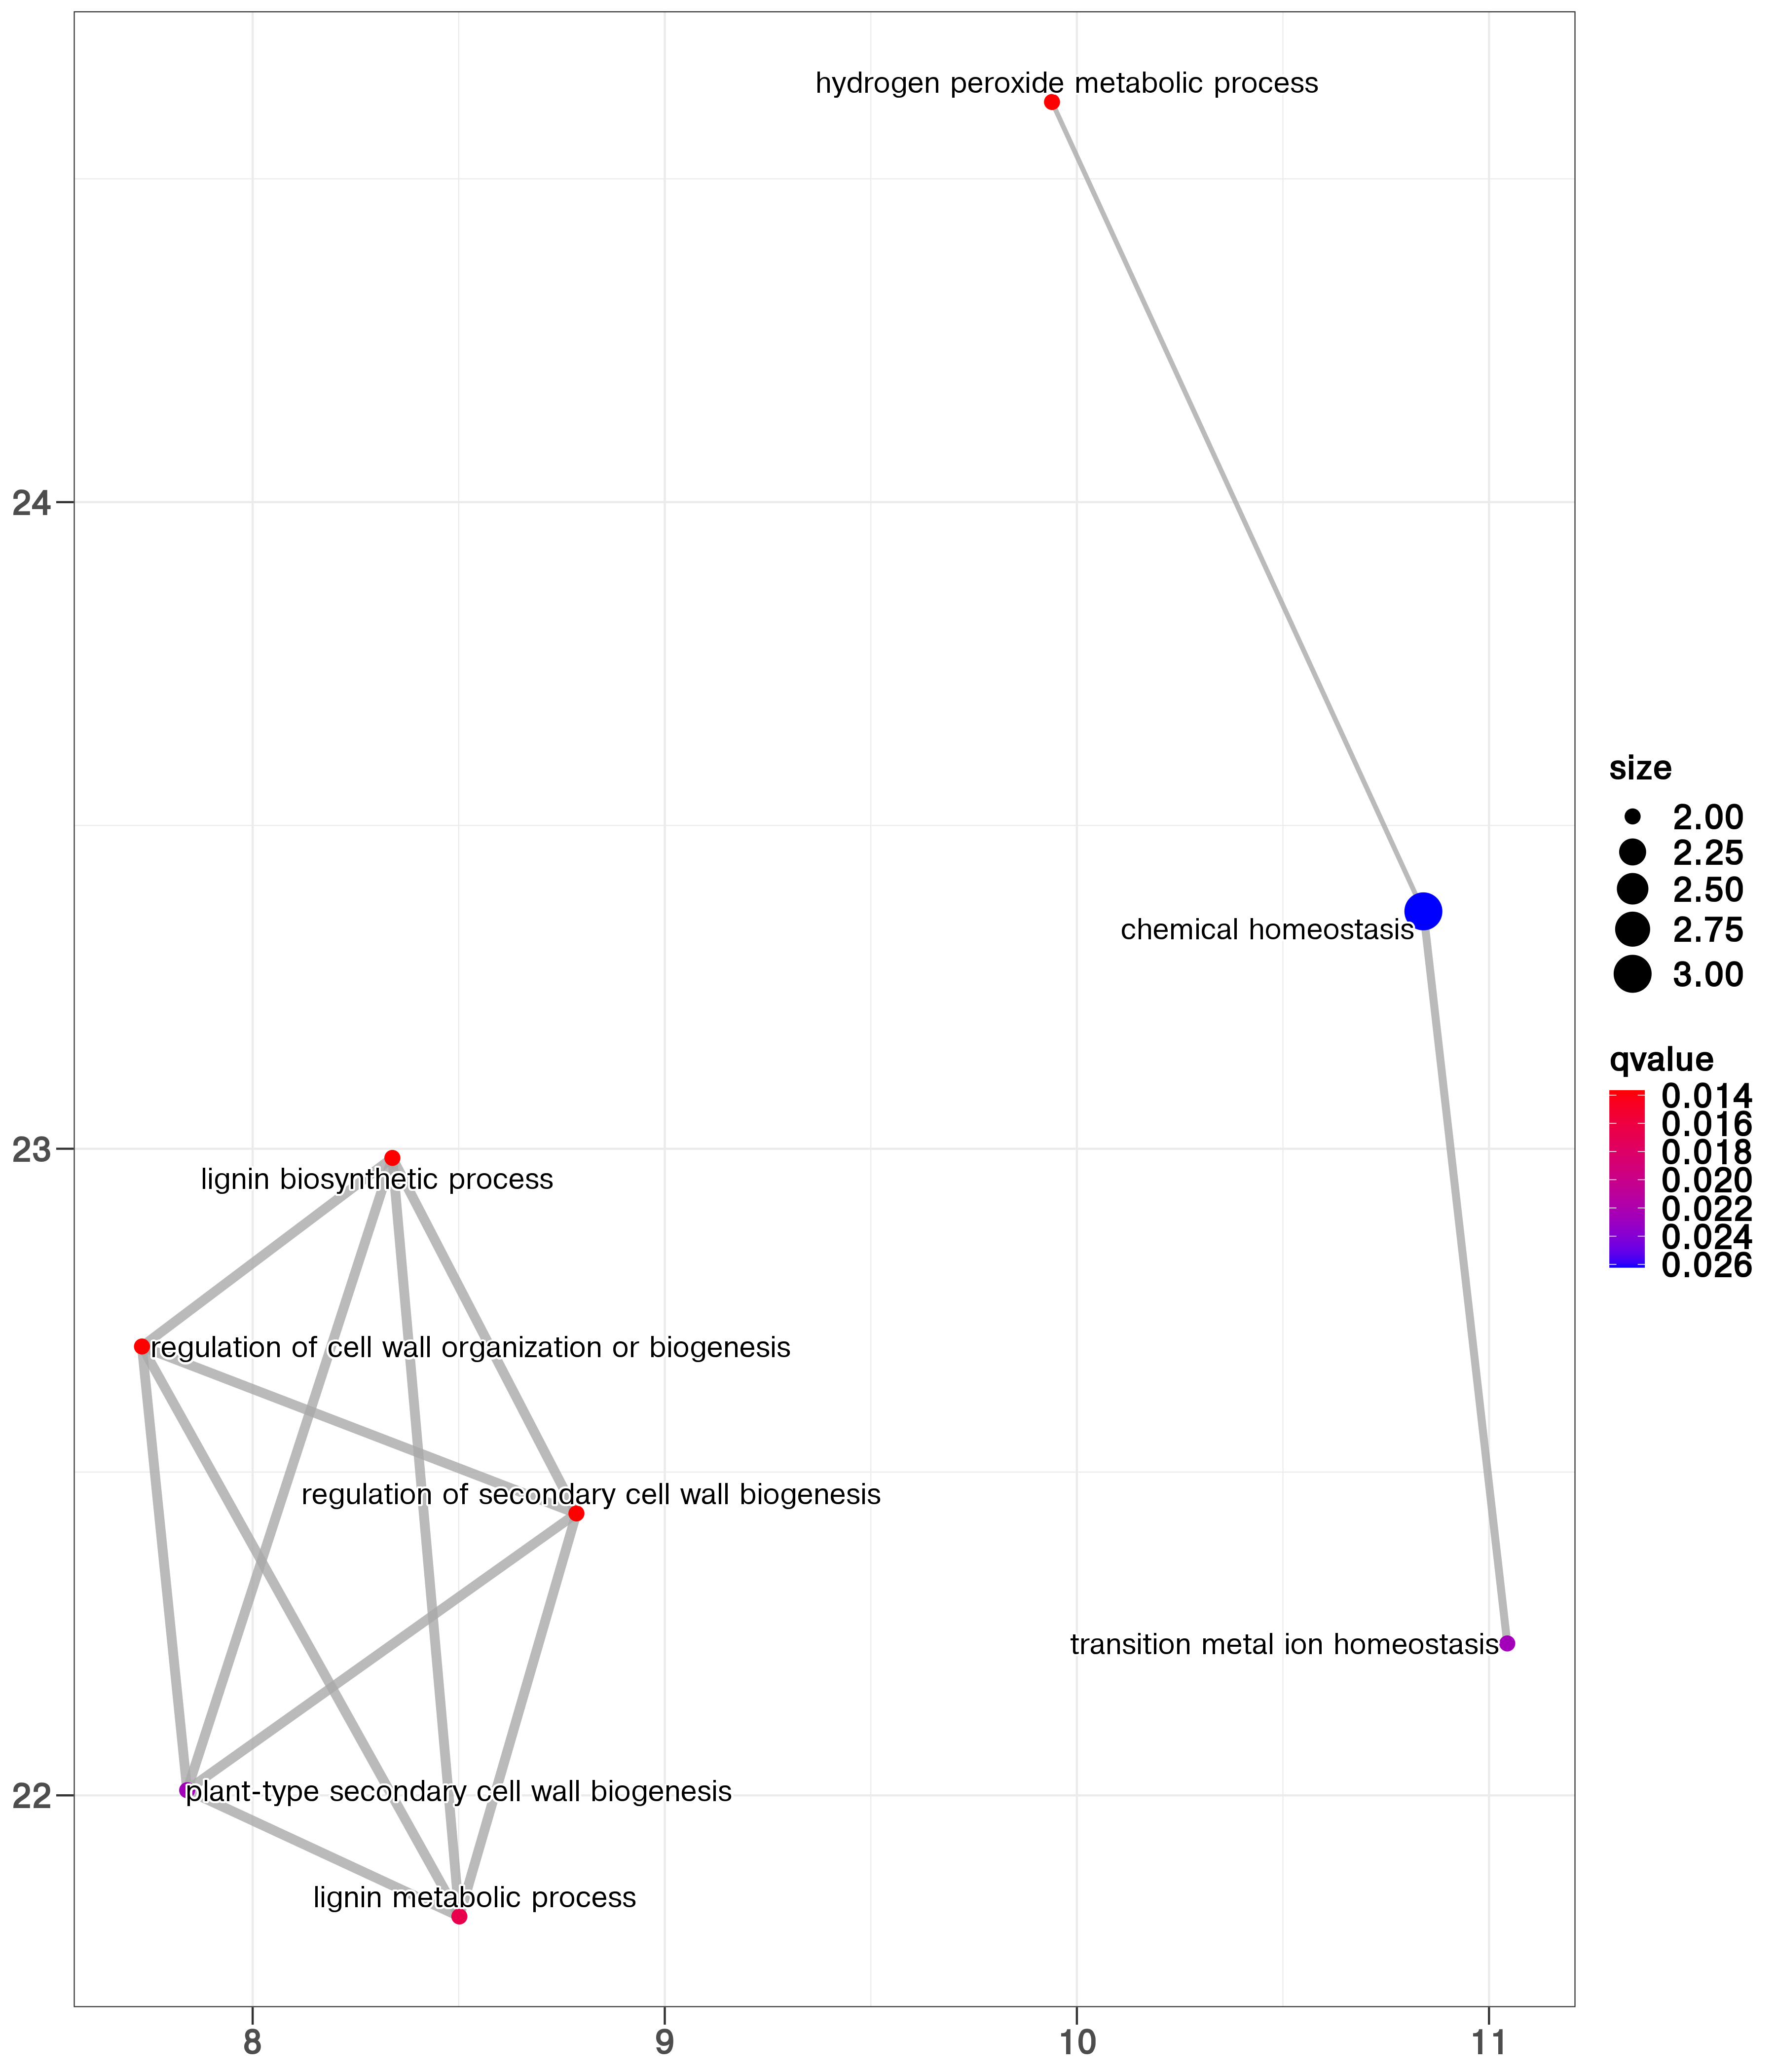 hydrogen peroxide metabolic process
24
size
2.00
2.25
chemical homeostasis
2.50
2.75
3.00
qvalue
0.014
0.016
0.018
0.020
0.022
0.024
0.026
23
lignin biosynthetic process
regulation of cell wall organization or biogenesis
regulation of secondary cell wall biogenesis
transition metal ion homeostasis
22
plant-type secondary cell wall biogenesis
lignin metabolic process
8
9
10
11